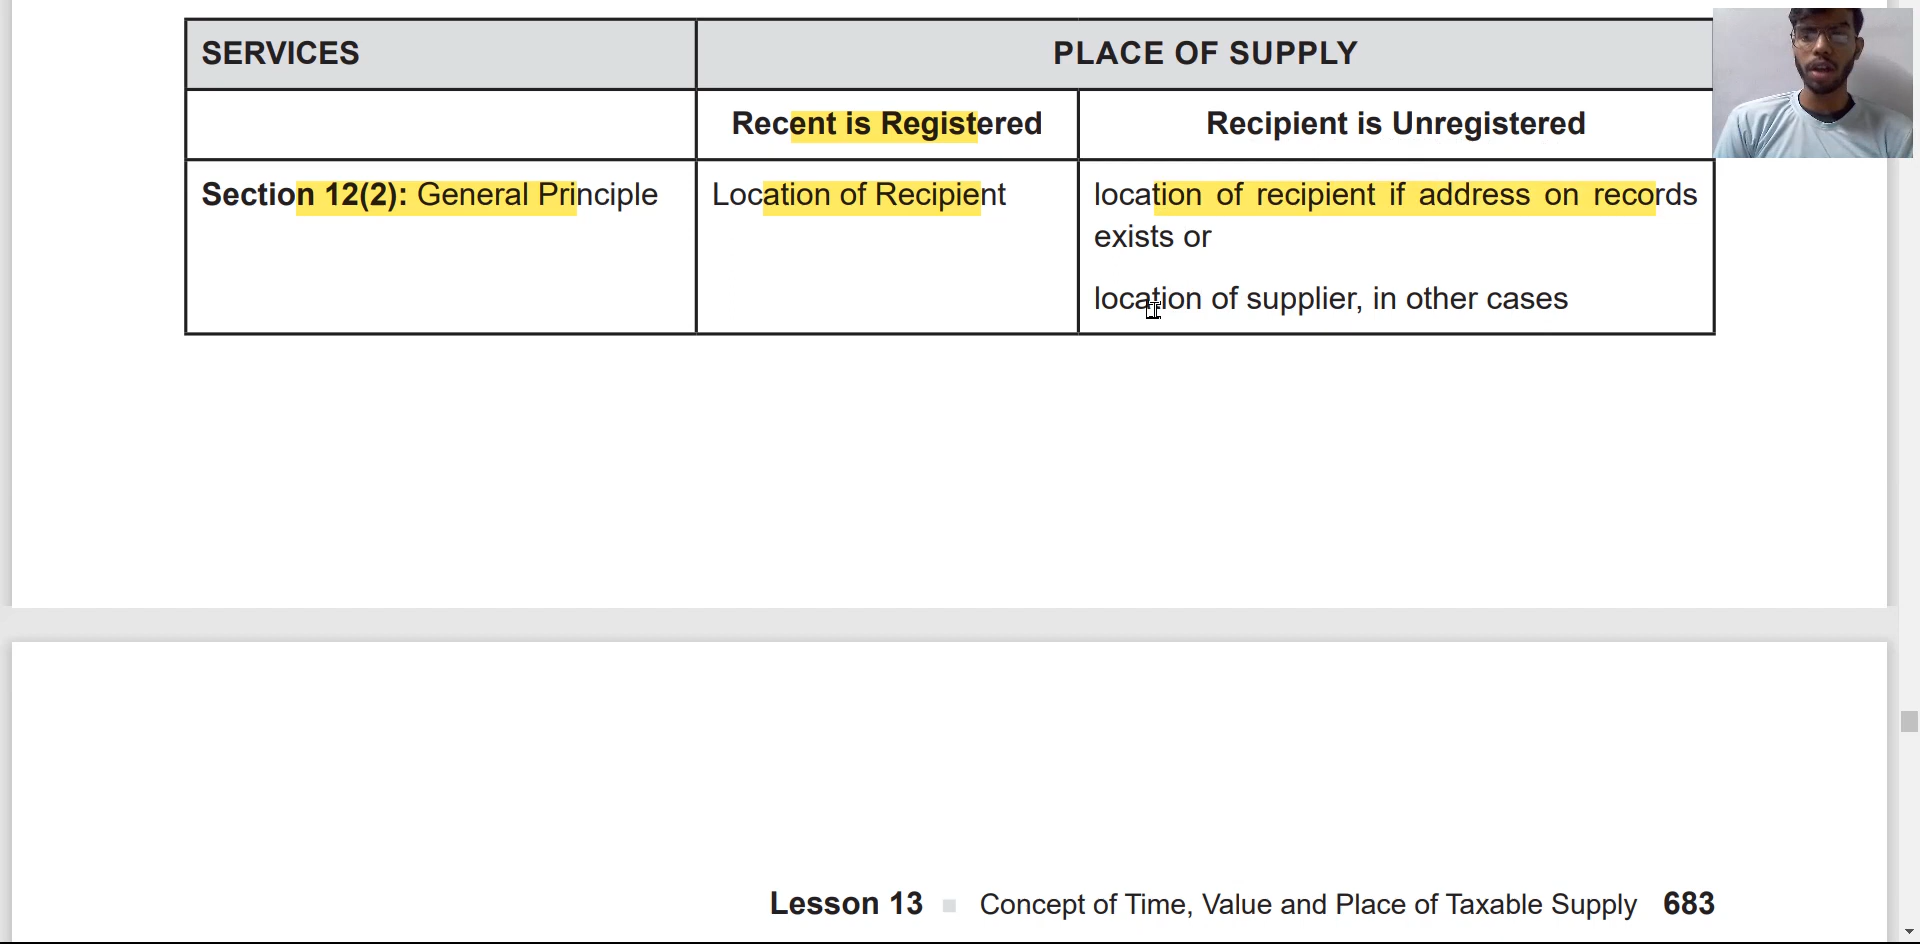 SERVICES
PLACE OF SUPPLY
Recent is Registered
Recipient is Unregistered
Section 12(2): General Principle
Location of Recipient
location of recipient if address on records
exists or
location of supplier, in other cases
Lesson 13 ■ Concept of Time, Value and Place of Taxable Supply 683